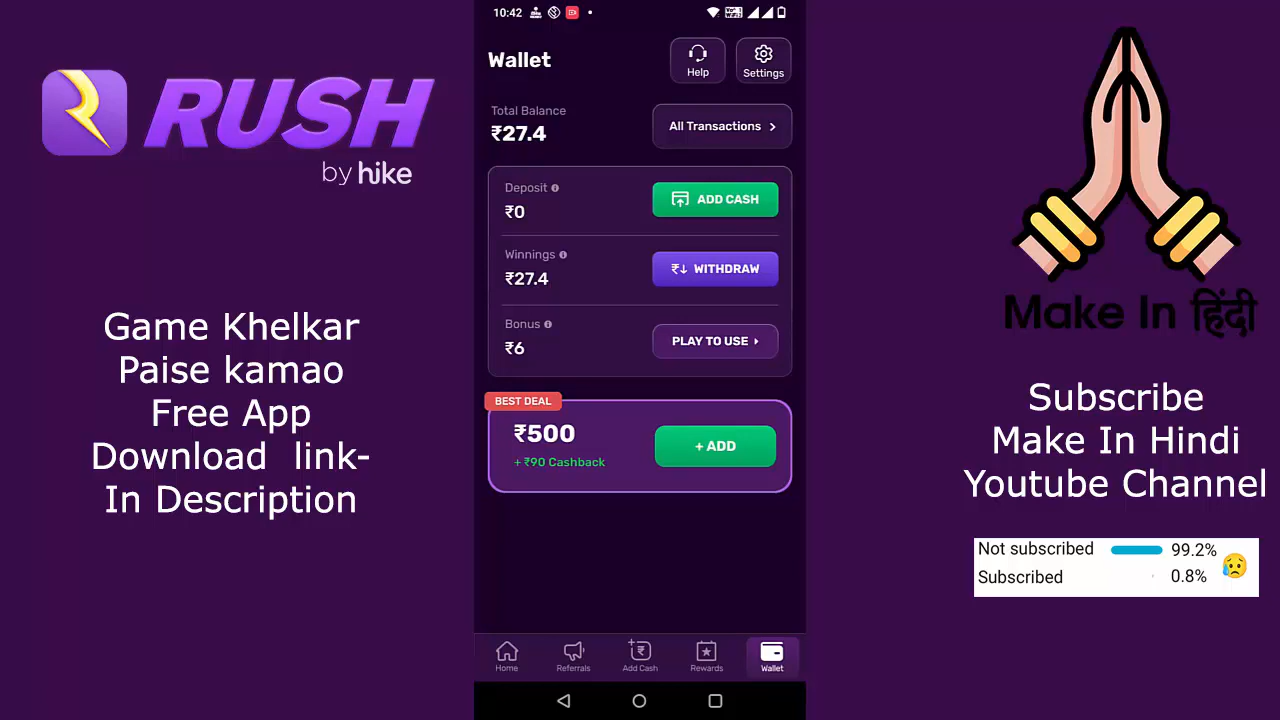 RUSH
by hike
Game Khelkar
Paise kamao
Free App
Download link-
In Description
10:42
Wallet
Help
Settings
Total Balance
₹27.4
All Transactions
Deposit
₹0
ADD CASH
Winnings
₹27.4
WITHDRAW
Bonus
₹6
PLAY TO USE
BEST DEAL
₹500
+ ₹90 Cashback
+ ADD
Home
Referrals
Add Cash
Rewards
Wallet
Make In हिंदी
Subscribe
Make In Hindi
Youtube Channel
Not subscribed 99.2%
Subscribed 0.8%